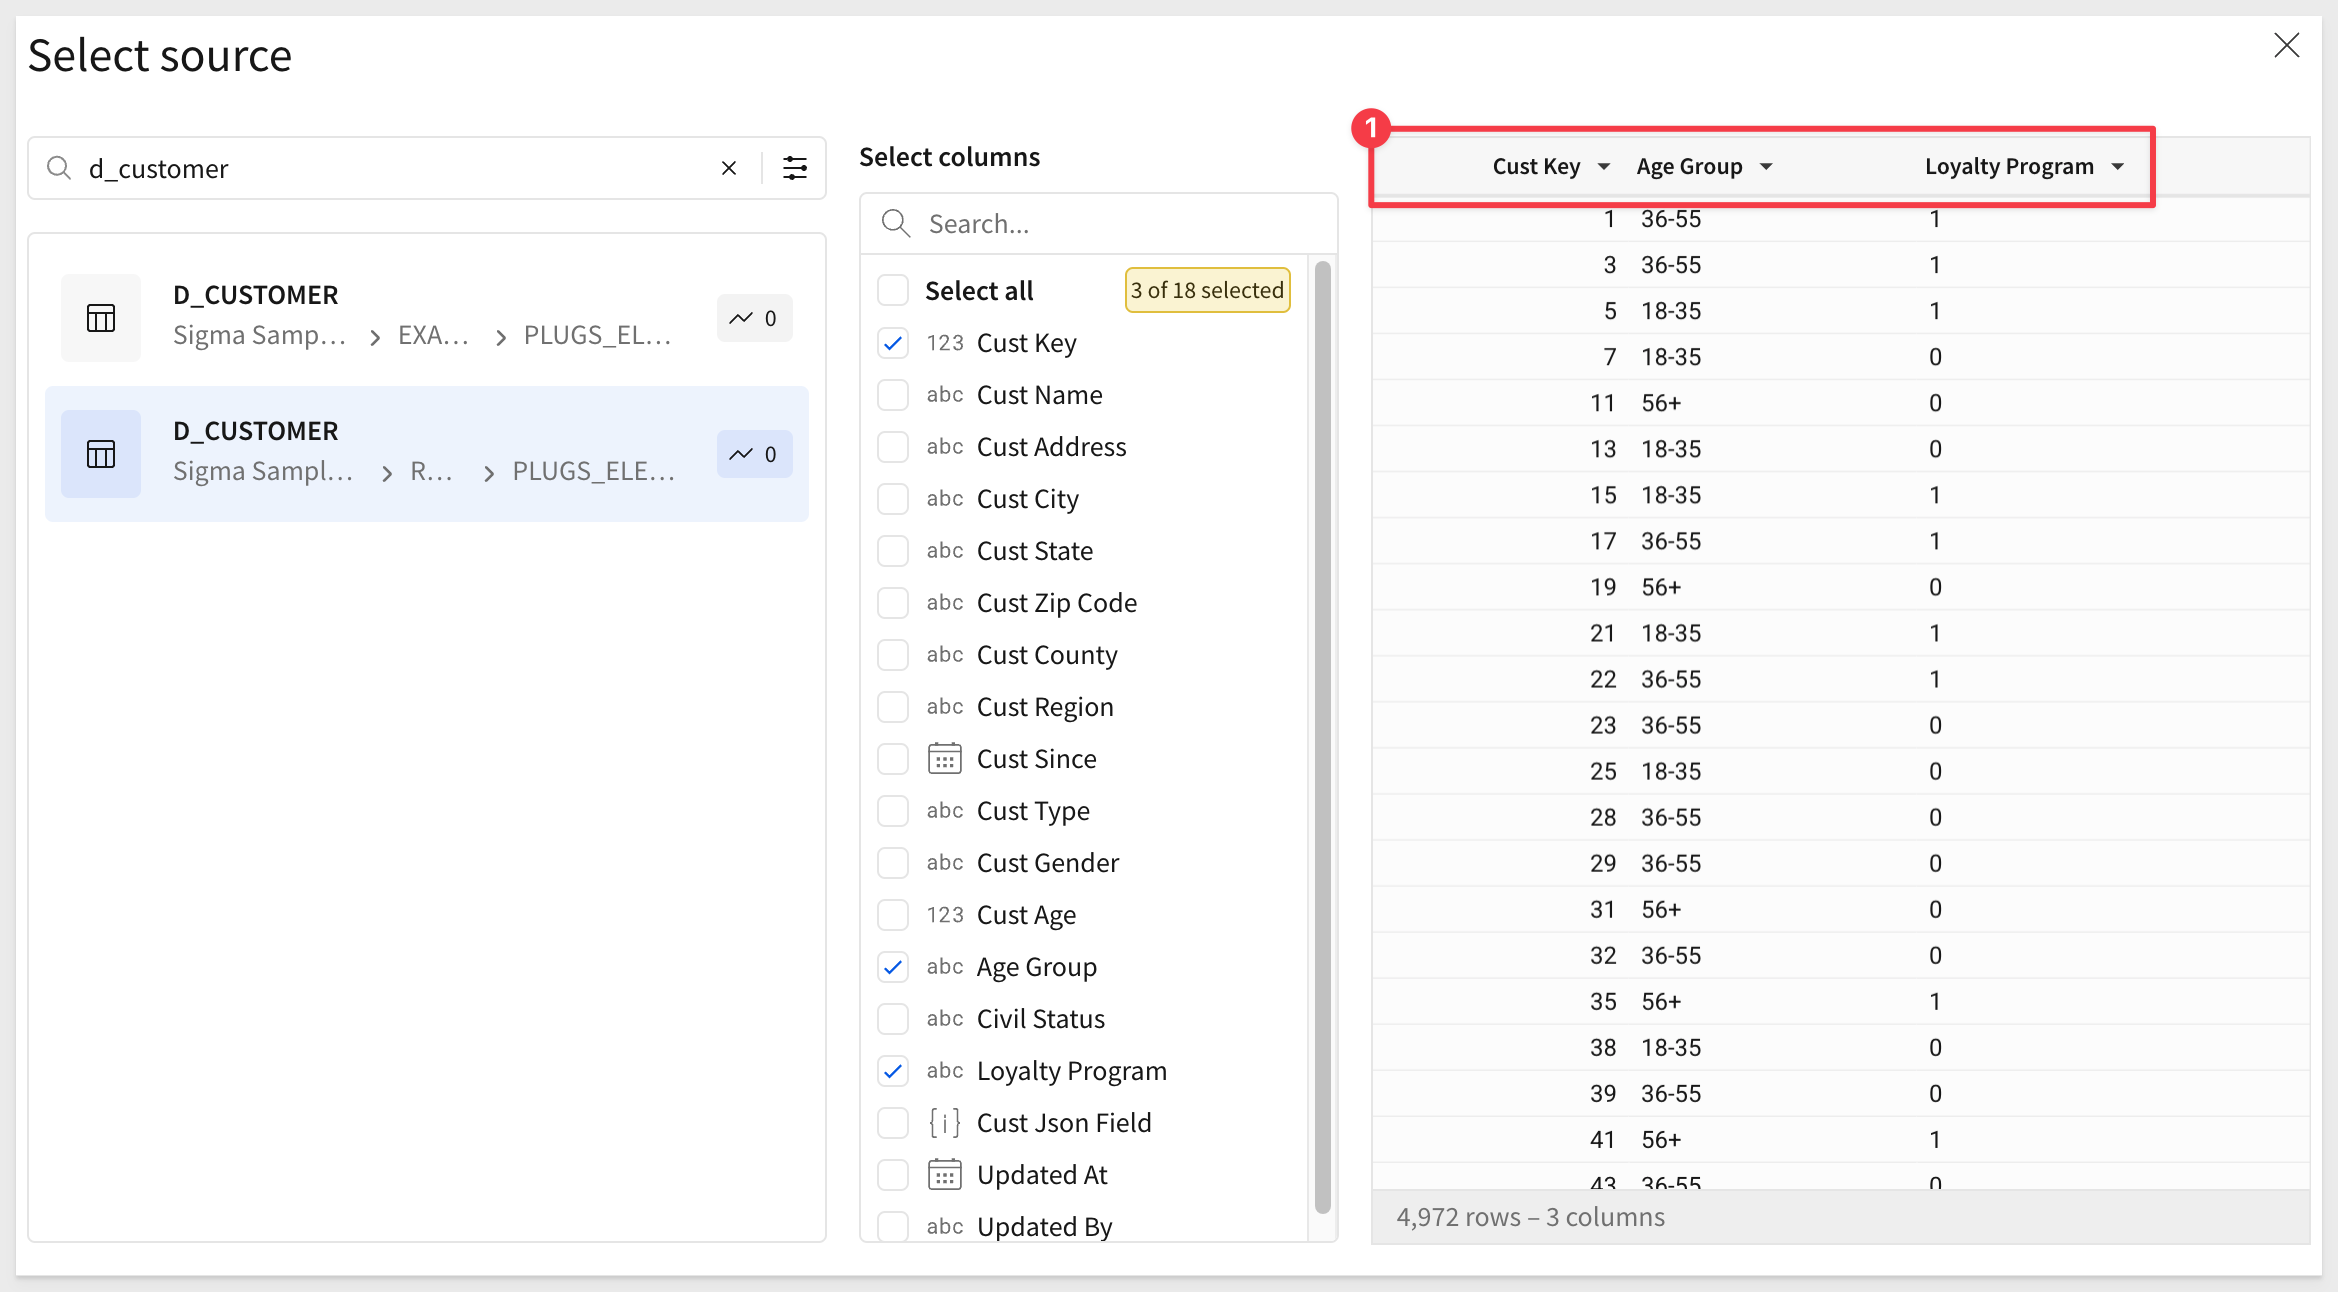 Select source
d_customer
D_CUSTOMER
Sigma Samp… > EXA… > PLUGS_EL…
0
D_CUSTOMER
Sigma Sampl… > R… > PLUGS_ELE…
0
Select columns
Search...
Select all
3 of 18 selected
123 Cust Key
abc Cust Name
abc Cust Address
abc Cust City
abc Cust State
abc Cust Zip Code
abc Cust County
abc Cust Region
Cust Since
abc Cust Type
abc Cust Gender
123 Cust Age
abc Age Group
abc Civil Status
abc Loyalty Program
{i} Cust Json Field
Updated At
abc Updated By
1
Cust Key Age Group Loyalty Program
1 36-55 1
3 36-55 1
5 18-35 1
7 18-35 0
11 56+ 0
13 18-35 0
15 18-35 1
17 36-55 1
19 56+ 0
21 18-35 1
22 36-55 1
23 36-55 0
25 18-35 0
28 36-55 0
29 36-55 0
31 56+ 0
32 36-55 0
35 56+ 1
38 18-35 0
39 36-55 0
41 56+ 1
43 36-55 0
4,972 rows – 3 columns